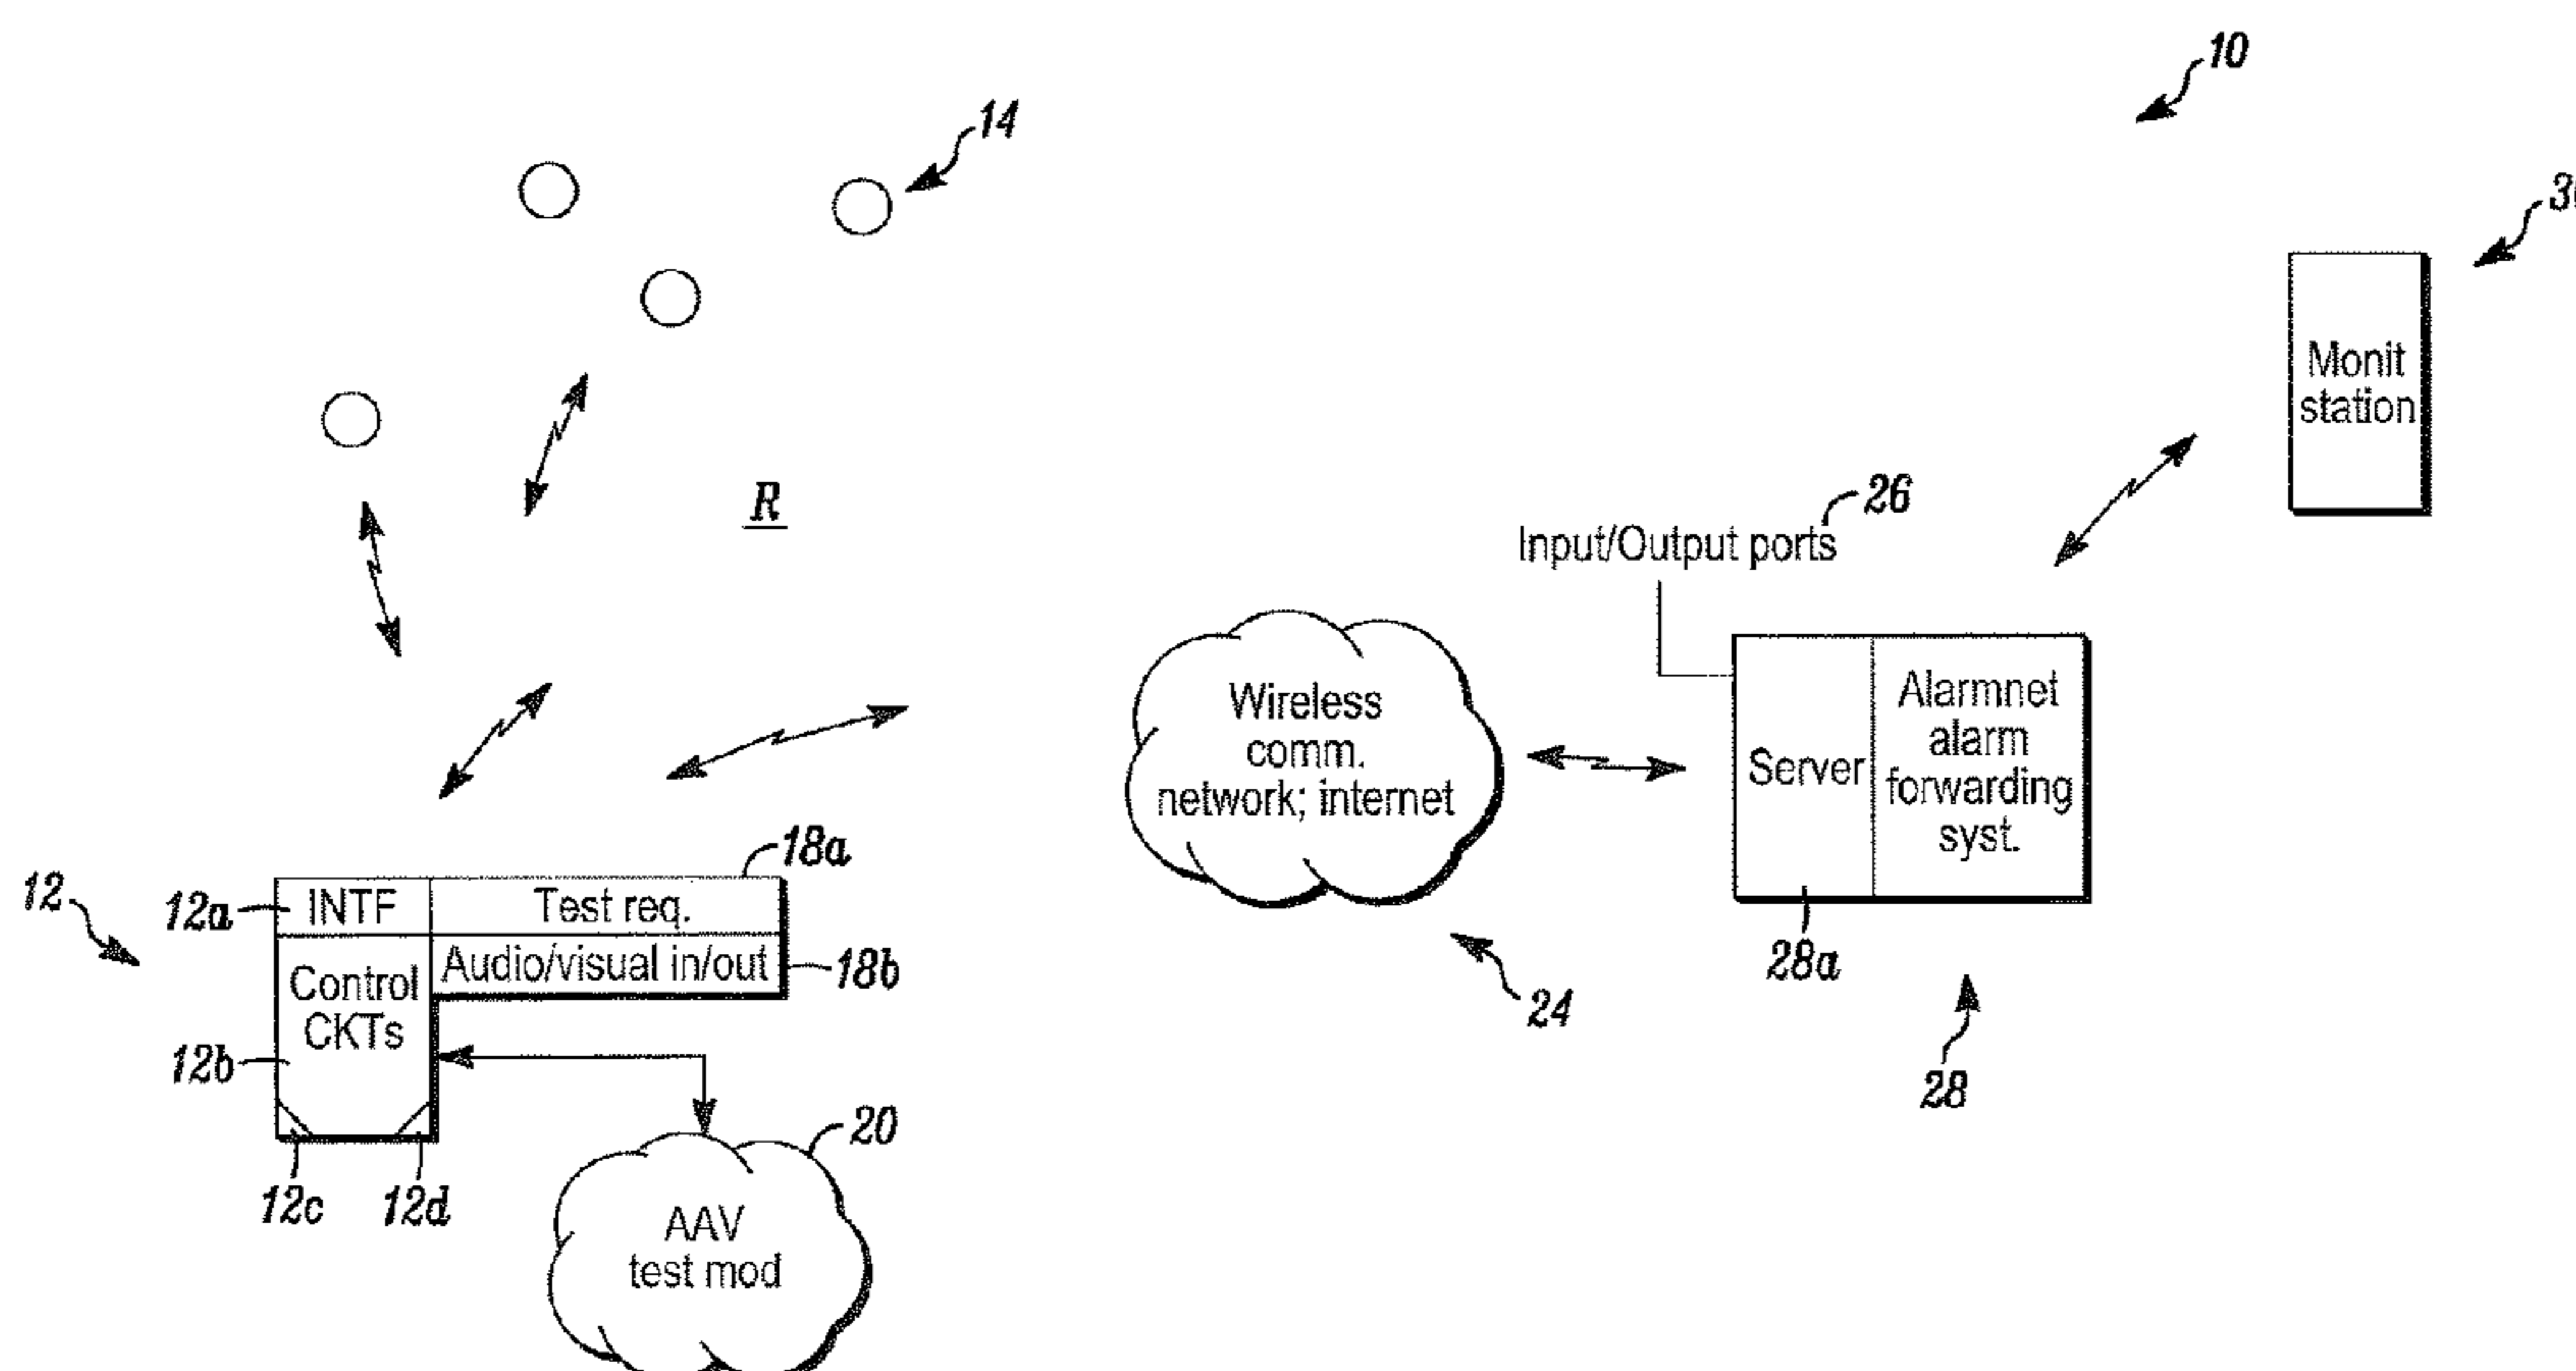 10
14
R
26
Input/Output ports
Monit
station
Wireless
comm.
network; internet
Server
Alarmnet
alarm
forwarding
syst.
28a
24
28
12
12a
INTF
18a
Test req.
Audio/visual in/out
18b
Control
CKTs
12b
12c
12d
20
AAV
test mod